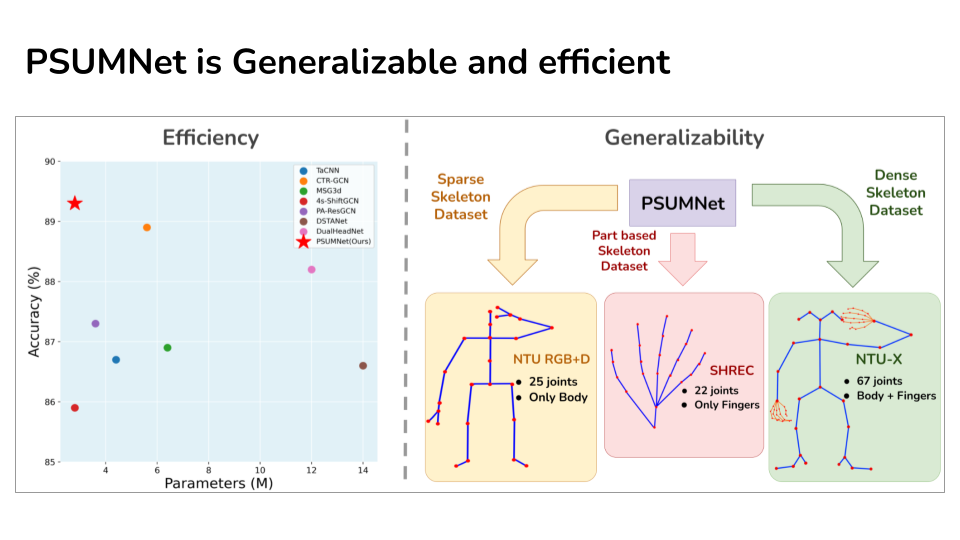 PSUMNet is Generalizable and efficient
Efficiency
90
89
88
87
86
85
4
6
8
10
12
14
Accuracy (%)
Parameters (M)
TaCNN
CTR-GCN
MSG3d
4s-ShiftGCN
PA-ResGCN
DSTANet
DualHeadNet
PSUMNet(Ours)
Generalizability
Sparse
Skeleton
Dataset
PSUMNet
Part based
Skeleton
Dataset
Dense
Skeleton
Dataset
NTU RGB+D
● 25 joints
● Only Body
SHREC
● 22 joints
● Only Fingers
NTU-X
● 67 joints
● Body + Fingers